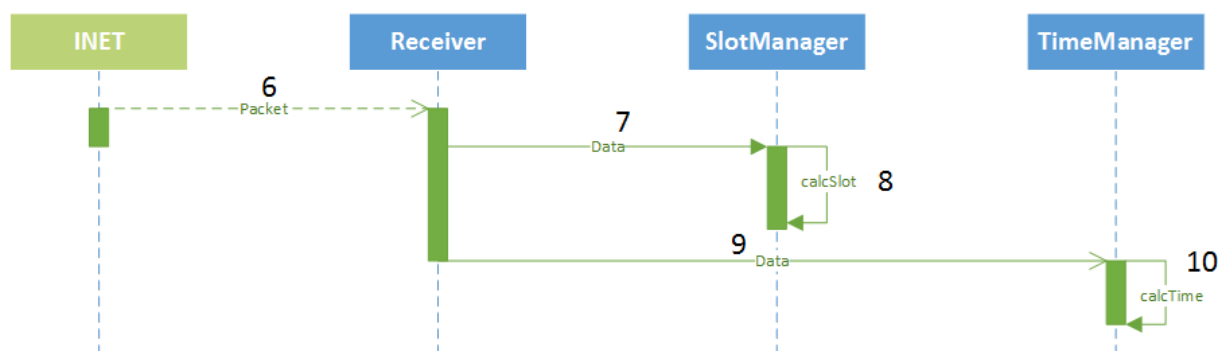 INET
Receiver
SlotManager
TimeManager
6
Packet
7
Data
calcSlot
8
9
Data
10
calcTime